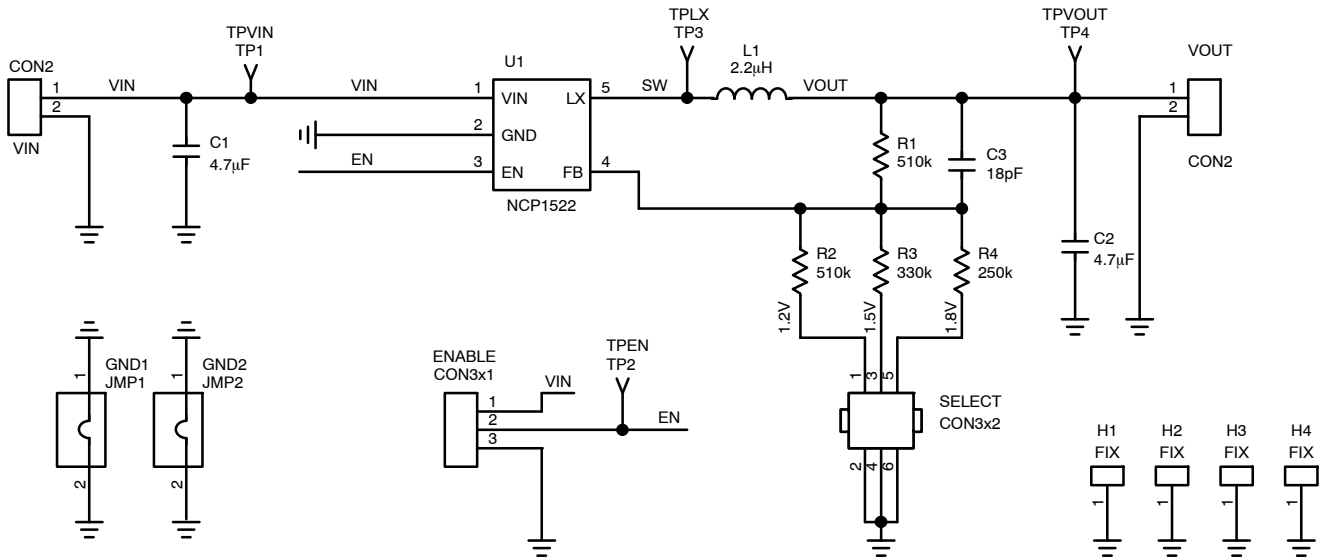 TPVIN
TP1
TPLX
TP3
TPVOUT
TP4
CON2
1
2
VIN
VIN
VIN
C1
4.7μF
U1
1 VIN
2 GND
3 EN
LX 5
FB 4
NCP1522
EN
SW
L1
2.2μH
VOUT
R1
510k
C3
18pF
VOUT
1
2
CON2
R2
510k
R3
330k
R4
250k
C2
4.7μF
1.2V
1.5V
1.8V
GND1
JMP1
1
2
GND2
JMP2
1
2
ENABLE
CON3x1
1
2
3
VIN
TPEN
TP2
EN
1 3 5
SELECT
CON3x2
2 4 6
H1
FIX
1
H2
FIX
1
H3
FIX
1
H4
FIX
1